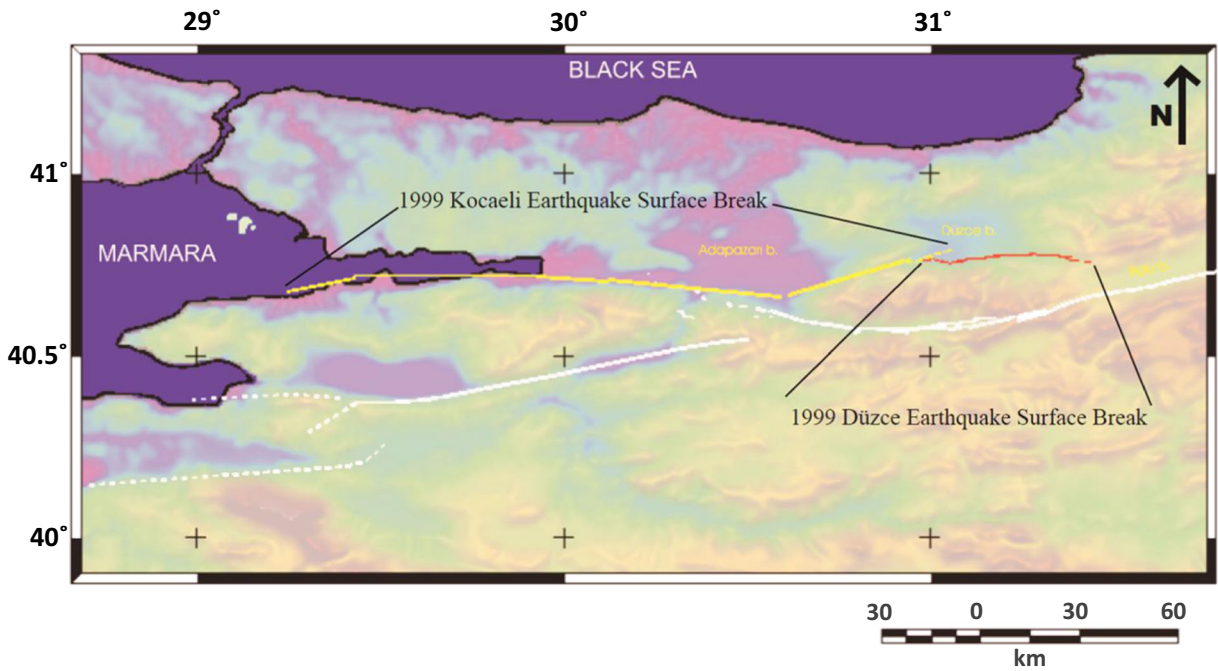 29˚ 30˚ 31˚
BLACK SEA
N
41˚
1999 Kocaeli Earthquake Surface Break
Düzce b.
MARMARA
Adapazarı b.
40.5˚
1999 Düzce Earthquake Surface Break
40˚
30 0 30 60
km